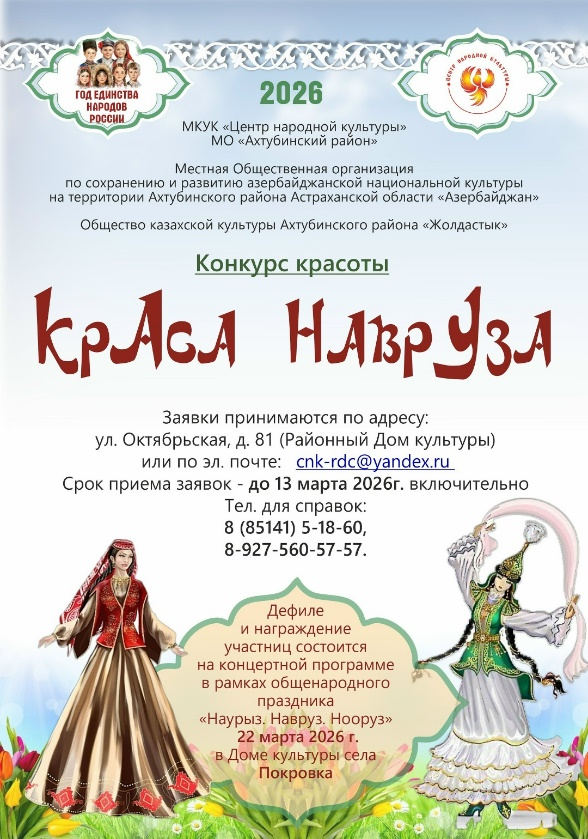 ГОД ЕДИНСТВА
НАРОДОВ
РОССИИ
ЦЕНТР НАРОДНОЙ КУЛЬТУРЫ
2026
МКУК «Центр народной культуры»
МО «Ахтубинский район»
Местная Общественная организация
по сохранению и развитию азербайджанской национальной культуры
на территории Ахтубинского района Астраханской области «Азербайджан»
Общество казахской культуры Ахтубинского района «Жолдастык»
Конкурс красоты
КРАСА НАВРУЗА
Заявки принимаются по адресу:
ул. Октябрьская, д. 81 (Районный Дом культуры)
или по эл. почте: cnk-rdc@yandex.ru
Срок приема заявок - до 13 марта 2026г. включительно
Тел. для справок:
8 (85141) 5-18-60,
8-927-560-57-57.
Дефиле
и награждение
участниц состоится
на концертной программе
в рамках общенародного
праздника
«Наурыз. Навруз. Нооруз»
22 марта 2026 г.
в Доме культуры села
Покровка